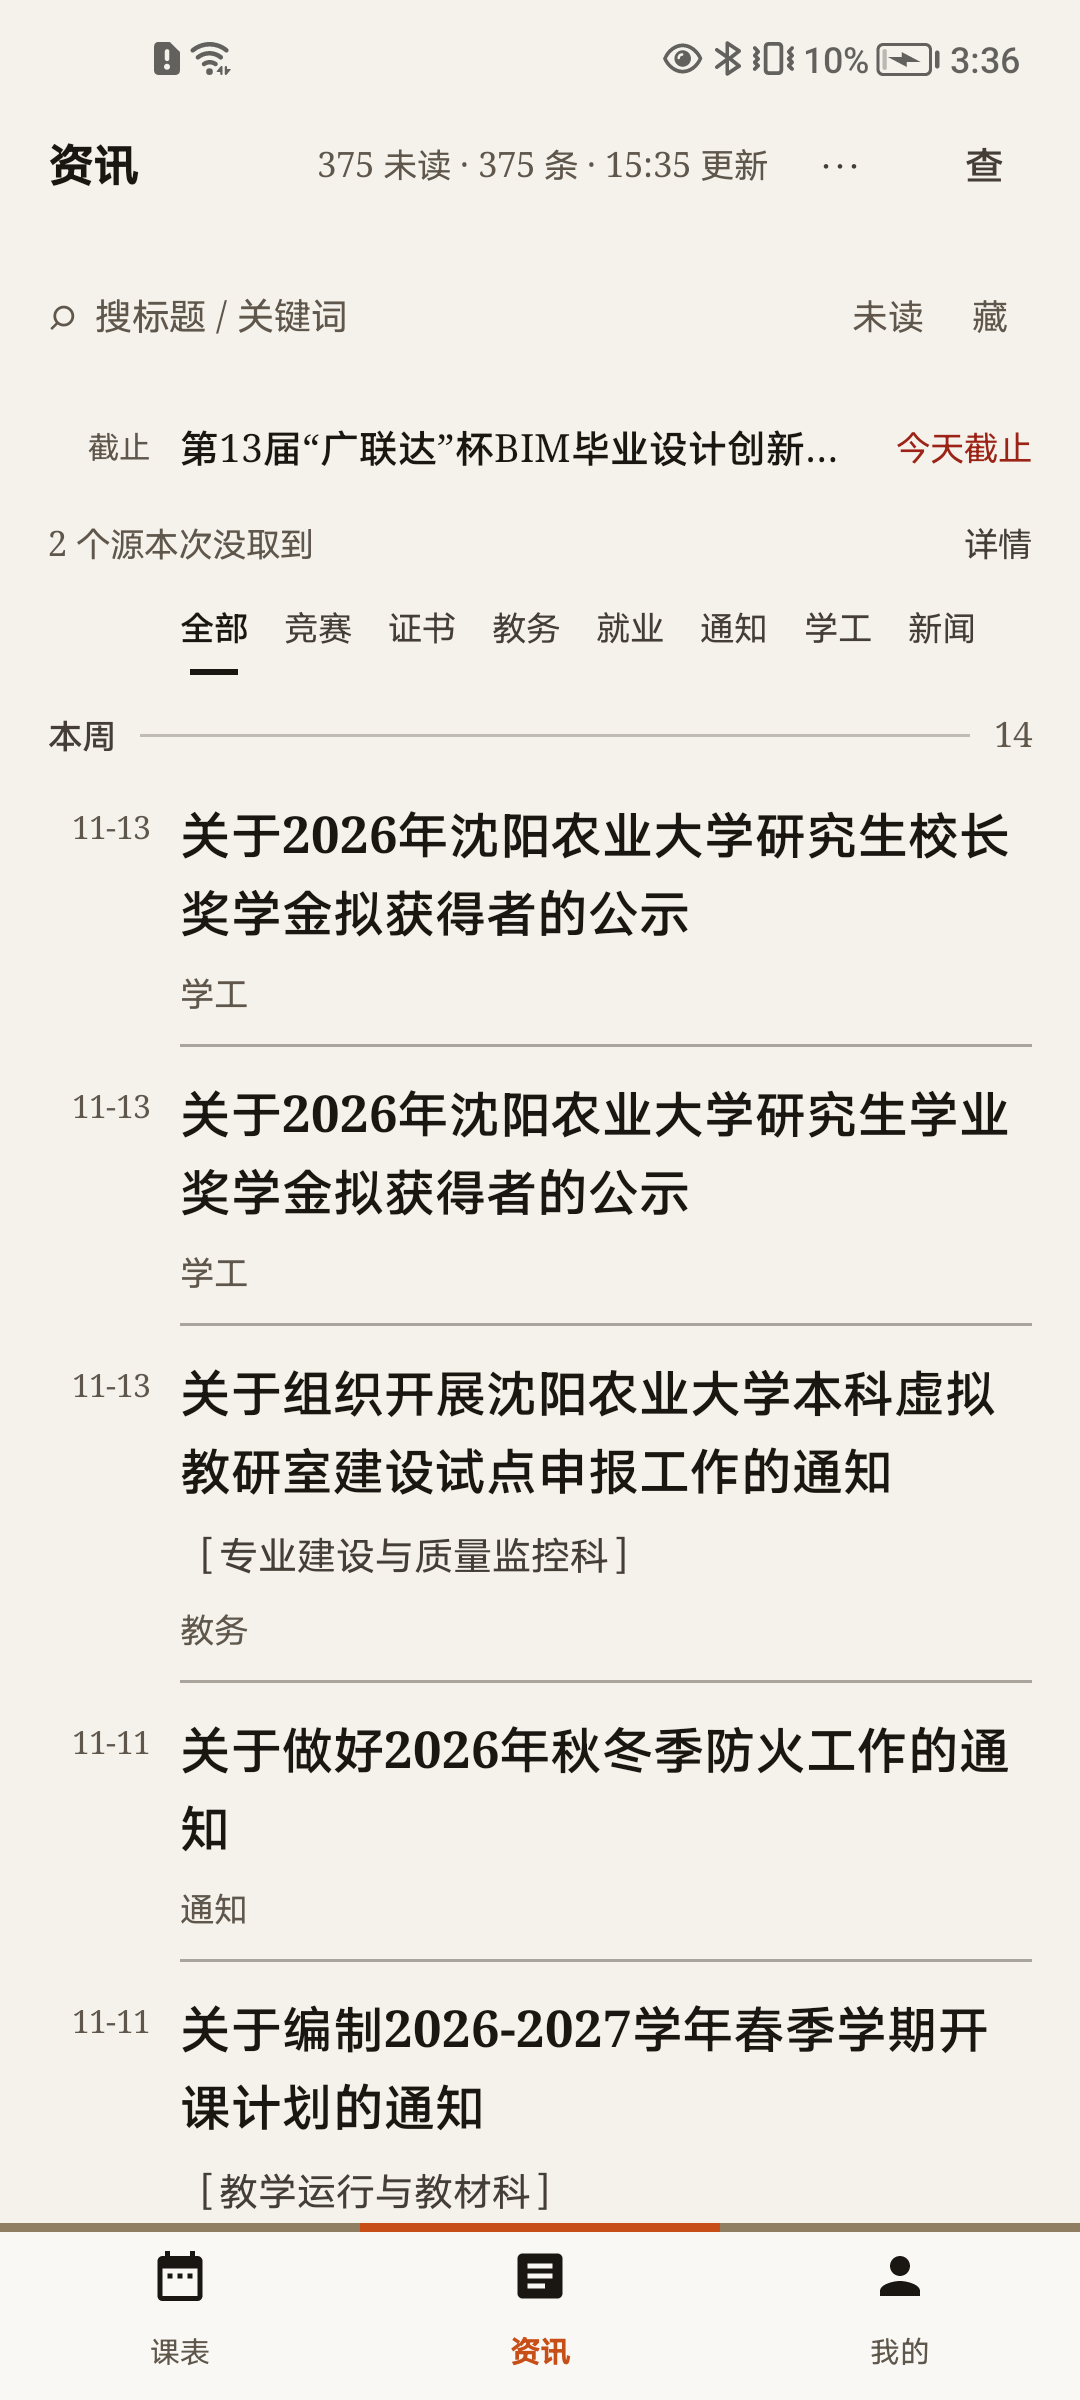 10% 3:36
资讯 375 未读 · 375 条 · 15:35 更新 ··· 查
搜标题 / 关键词 未读 藏
截止 第13届“广联达”杯BIM毕业设计创新... 今天截止
2 个源本次没取到 详情
全部 竞赛 证书 教务 就业 通知 学工 新闻
本周 14
11-13 关于2026年沈阳农业大学研究生校长
奖学金拟获得者的公示
学工
11-13 关于2026年沈阳农业大学研究生学业
奖学金拟获得者的公示
学工
11-13 关于组织开展沈阳农业大学本科虚拟
教研室建设试点申报工作的通知
［专业建设与质量监控科］
教务
11-11 关于做好2026年秋冬季防火工作的通
知
通知
11-11 关于编制2026-2027学年春季学期开
课计划的通知
［教学运行与教材科］
课表 资讯 我的